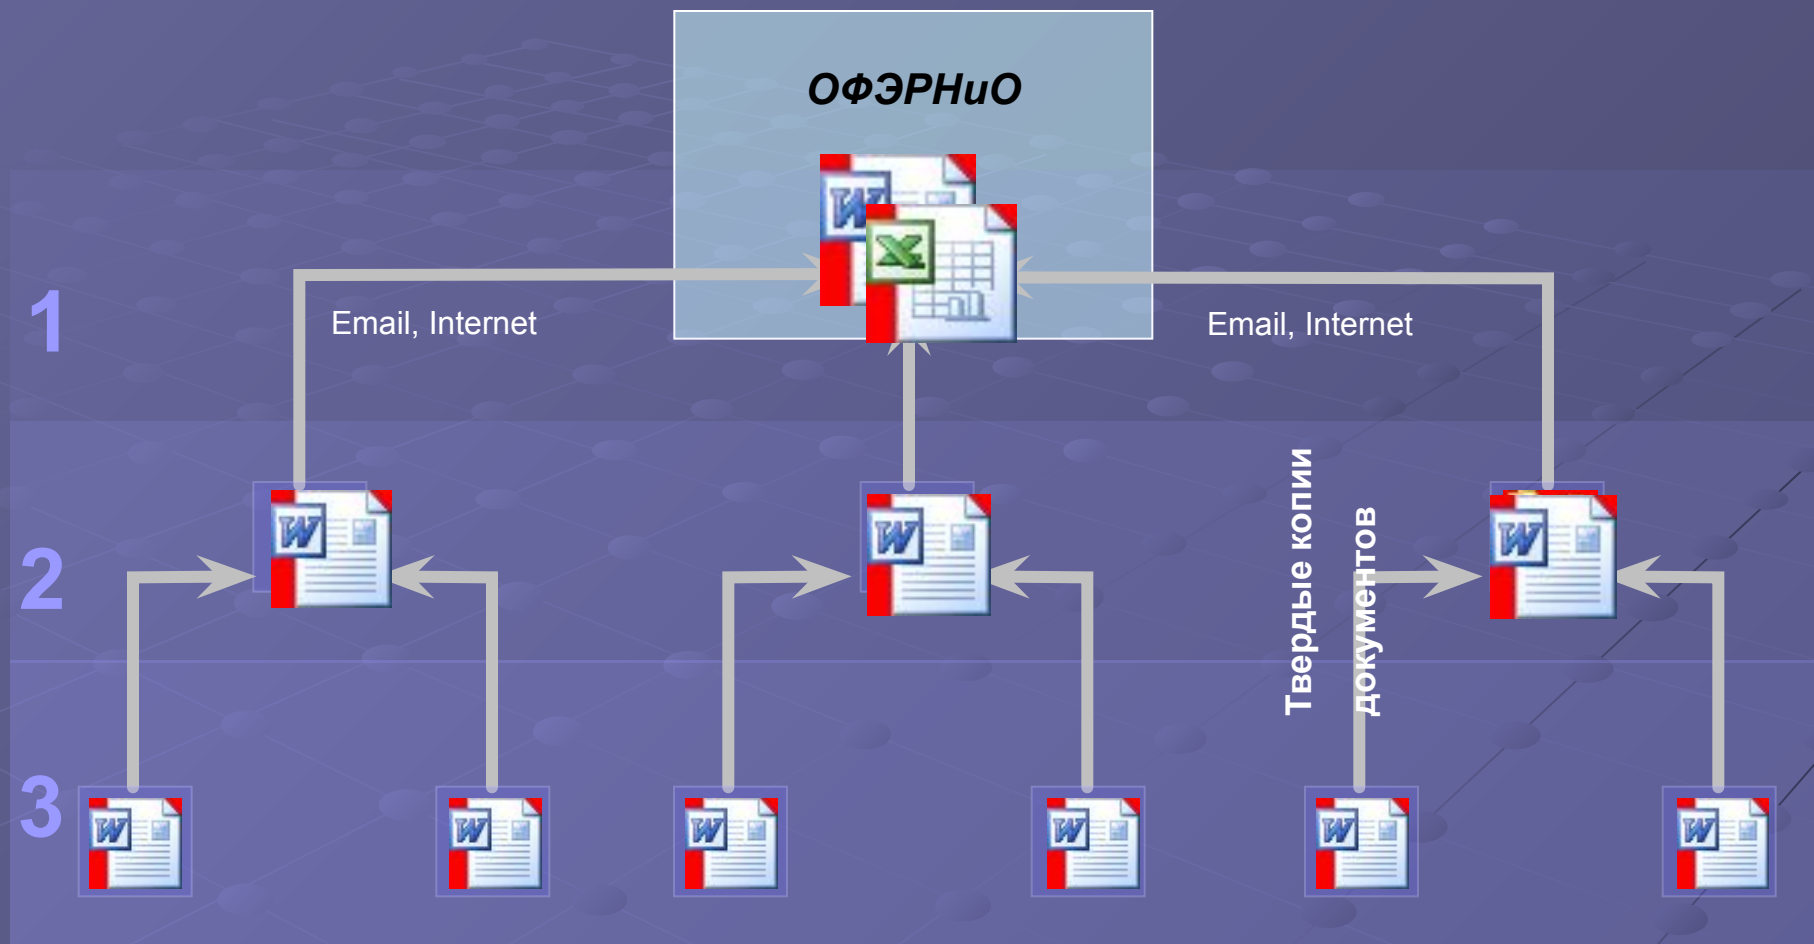 ОФЭРНиО
1
Email, Internet
Email, Internet
2
Твердые копии
документов
3